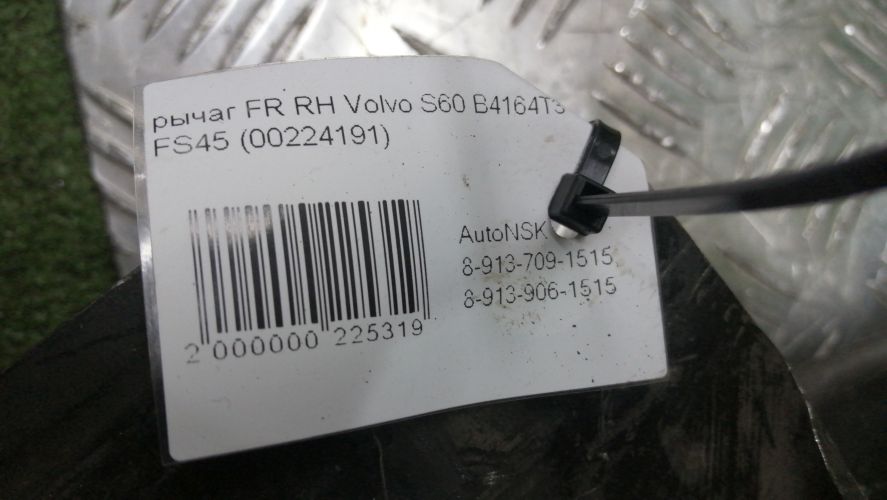 рычаг FR RH Volvo S60 B4164T3
FS45 (00224191)
AutoNSK
8-913-709-1515
8-913-906-1515
2 000000 225319